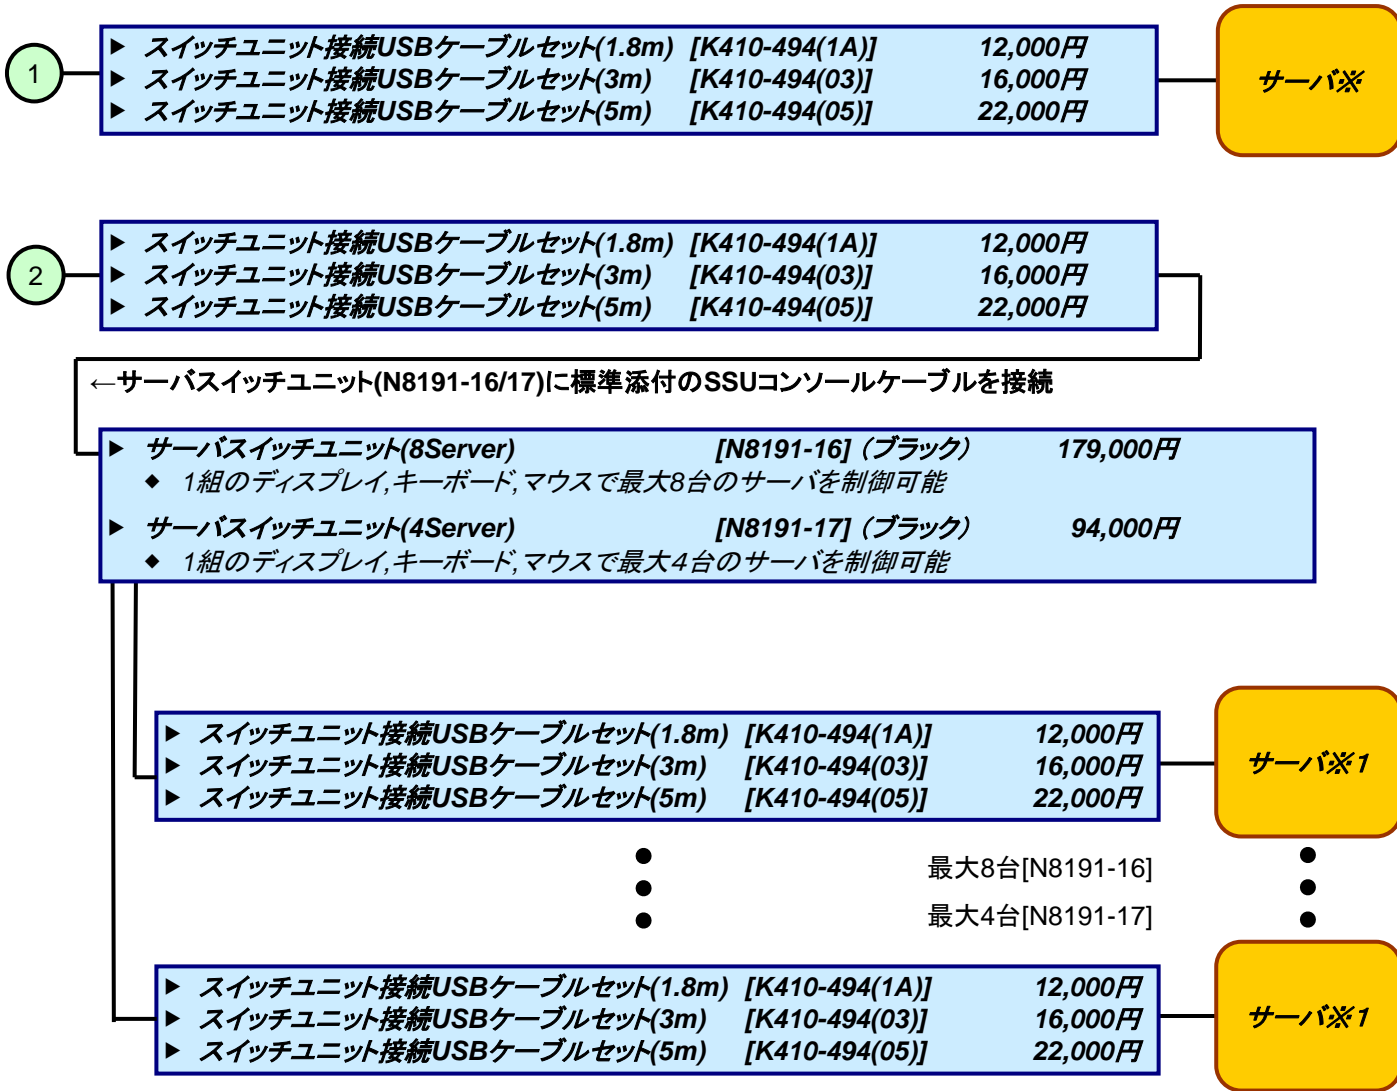 1
▶ スイッチユニット接続USBケーブルセット(1.8m) [K410-494(1A)] 12,000円
▶ スイッチユニット接続USBケーブルセット(3m) [K410-494(03)] 16,000円
▶ スイッチユニット接続USBケーブルセット(5m) [K410-494(05)] 22,000円
サーバ※
2
▶ スイッチユニット接続USBケーブルセット(1.8m) [K410-494(1A)] 12,000円
▶ スイッチユニット接続USBケーブルセット(3m) [K410-494(03)] 16,000円
▶ スイッチユニット接続USBケーブルセット(5m) [K410-494(05)] 22,000円
←サーバスイッチユニット(N8191-16/17)に標準添付のSSUコンソールケーブルを接続
▶ サーバスイッチユニット(8Server) [N8191-16]（ブラック） 179,000円
◆ 1組のディスプレイ,キーボード,マウスで最大8台のサーバを制御可能
▶ サーバスイッチユニット(4Server) [N8191-17]（ブラック） 94,000円
◆ 1組のディスプレイ,キーボード,マウスで最大4台のサーバを制御可能
▶ スイッチユニット接続USBケーブルセット(1.8m) [K410-494(1A)] 12,000円
▶ スイッチユニット接続USBケーブルセット(3m) [K410-494(03)] 16,000円
▶ スイッチユニット接続USBケーブルセット(5m) [K410-494(05)] 22,000円
サーバ※1
最大8台[N8191-16]
最大4台[N8191-17]
▶ スイッチユニット接続USBケーブルセット(1.8m) [K410-494(1A)] 12,000円
▶ スイッチユニット接続USBケーブルセット(3m) [K410-494(03)] 16,000円
▶ スイッチユニット接続USBケーブルセット(5m) [K410-494(05)] 22,000円
サーバ※1